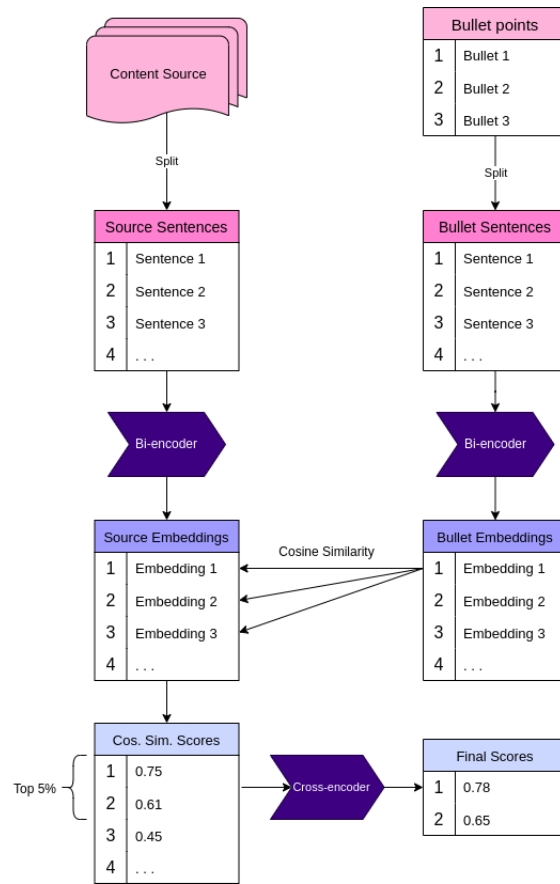 Content Source
Split
Source Sentences
1 Sentence 1
2 Sentence 2
3 Sentence 3
4 . . .
Bi-encoder
Source Embeddings
1 Embedding 1
2 Embedding 2
3 Embedding 3
4 . . .
Bullet points
1 Bullet 1
2 Bullet 2
3 Bullet 3
Split
Bullet Sentences
1 Sentence 1
2 Sentence 2
3 Sentence 3
4 . . .
Bi-encoder
Bullet Embeddings
1 Embedding 1
2 Embedding 2
3 Embedding 3
4 . . .
Cosine Similarity
Top 5%
Cos. Sim. Scores
1 0.75
2 0.61
3 0.45
4 . . .
Cross-encoder
Final Scores
1 0.78
2 0.65